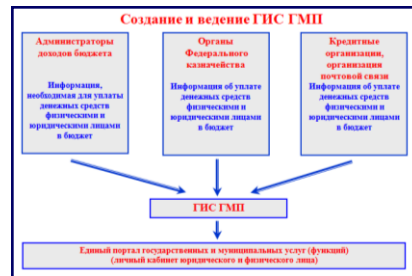 Создание и ведение ГИС ГМП
Администраторы
доходов бюджета
Информация,
необходимая для уплаты
денежных средств
физическими и
юридическими лицами
в бюджет
Органы
Федерального
казначейства
Информация об уплате
денежных средств
физическими и
юридическими лицами
в бюджет
Кредитные
организации,
организация
почтовой связи
Информация об уплате
денежных средств
физическими и
юридическими лицами
в бюджет
ГИС ГМП
Единый портал государственных и муниципальных услуг (функций)
(личный кабинет юридического и физического лица)